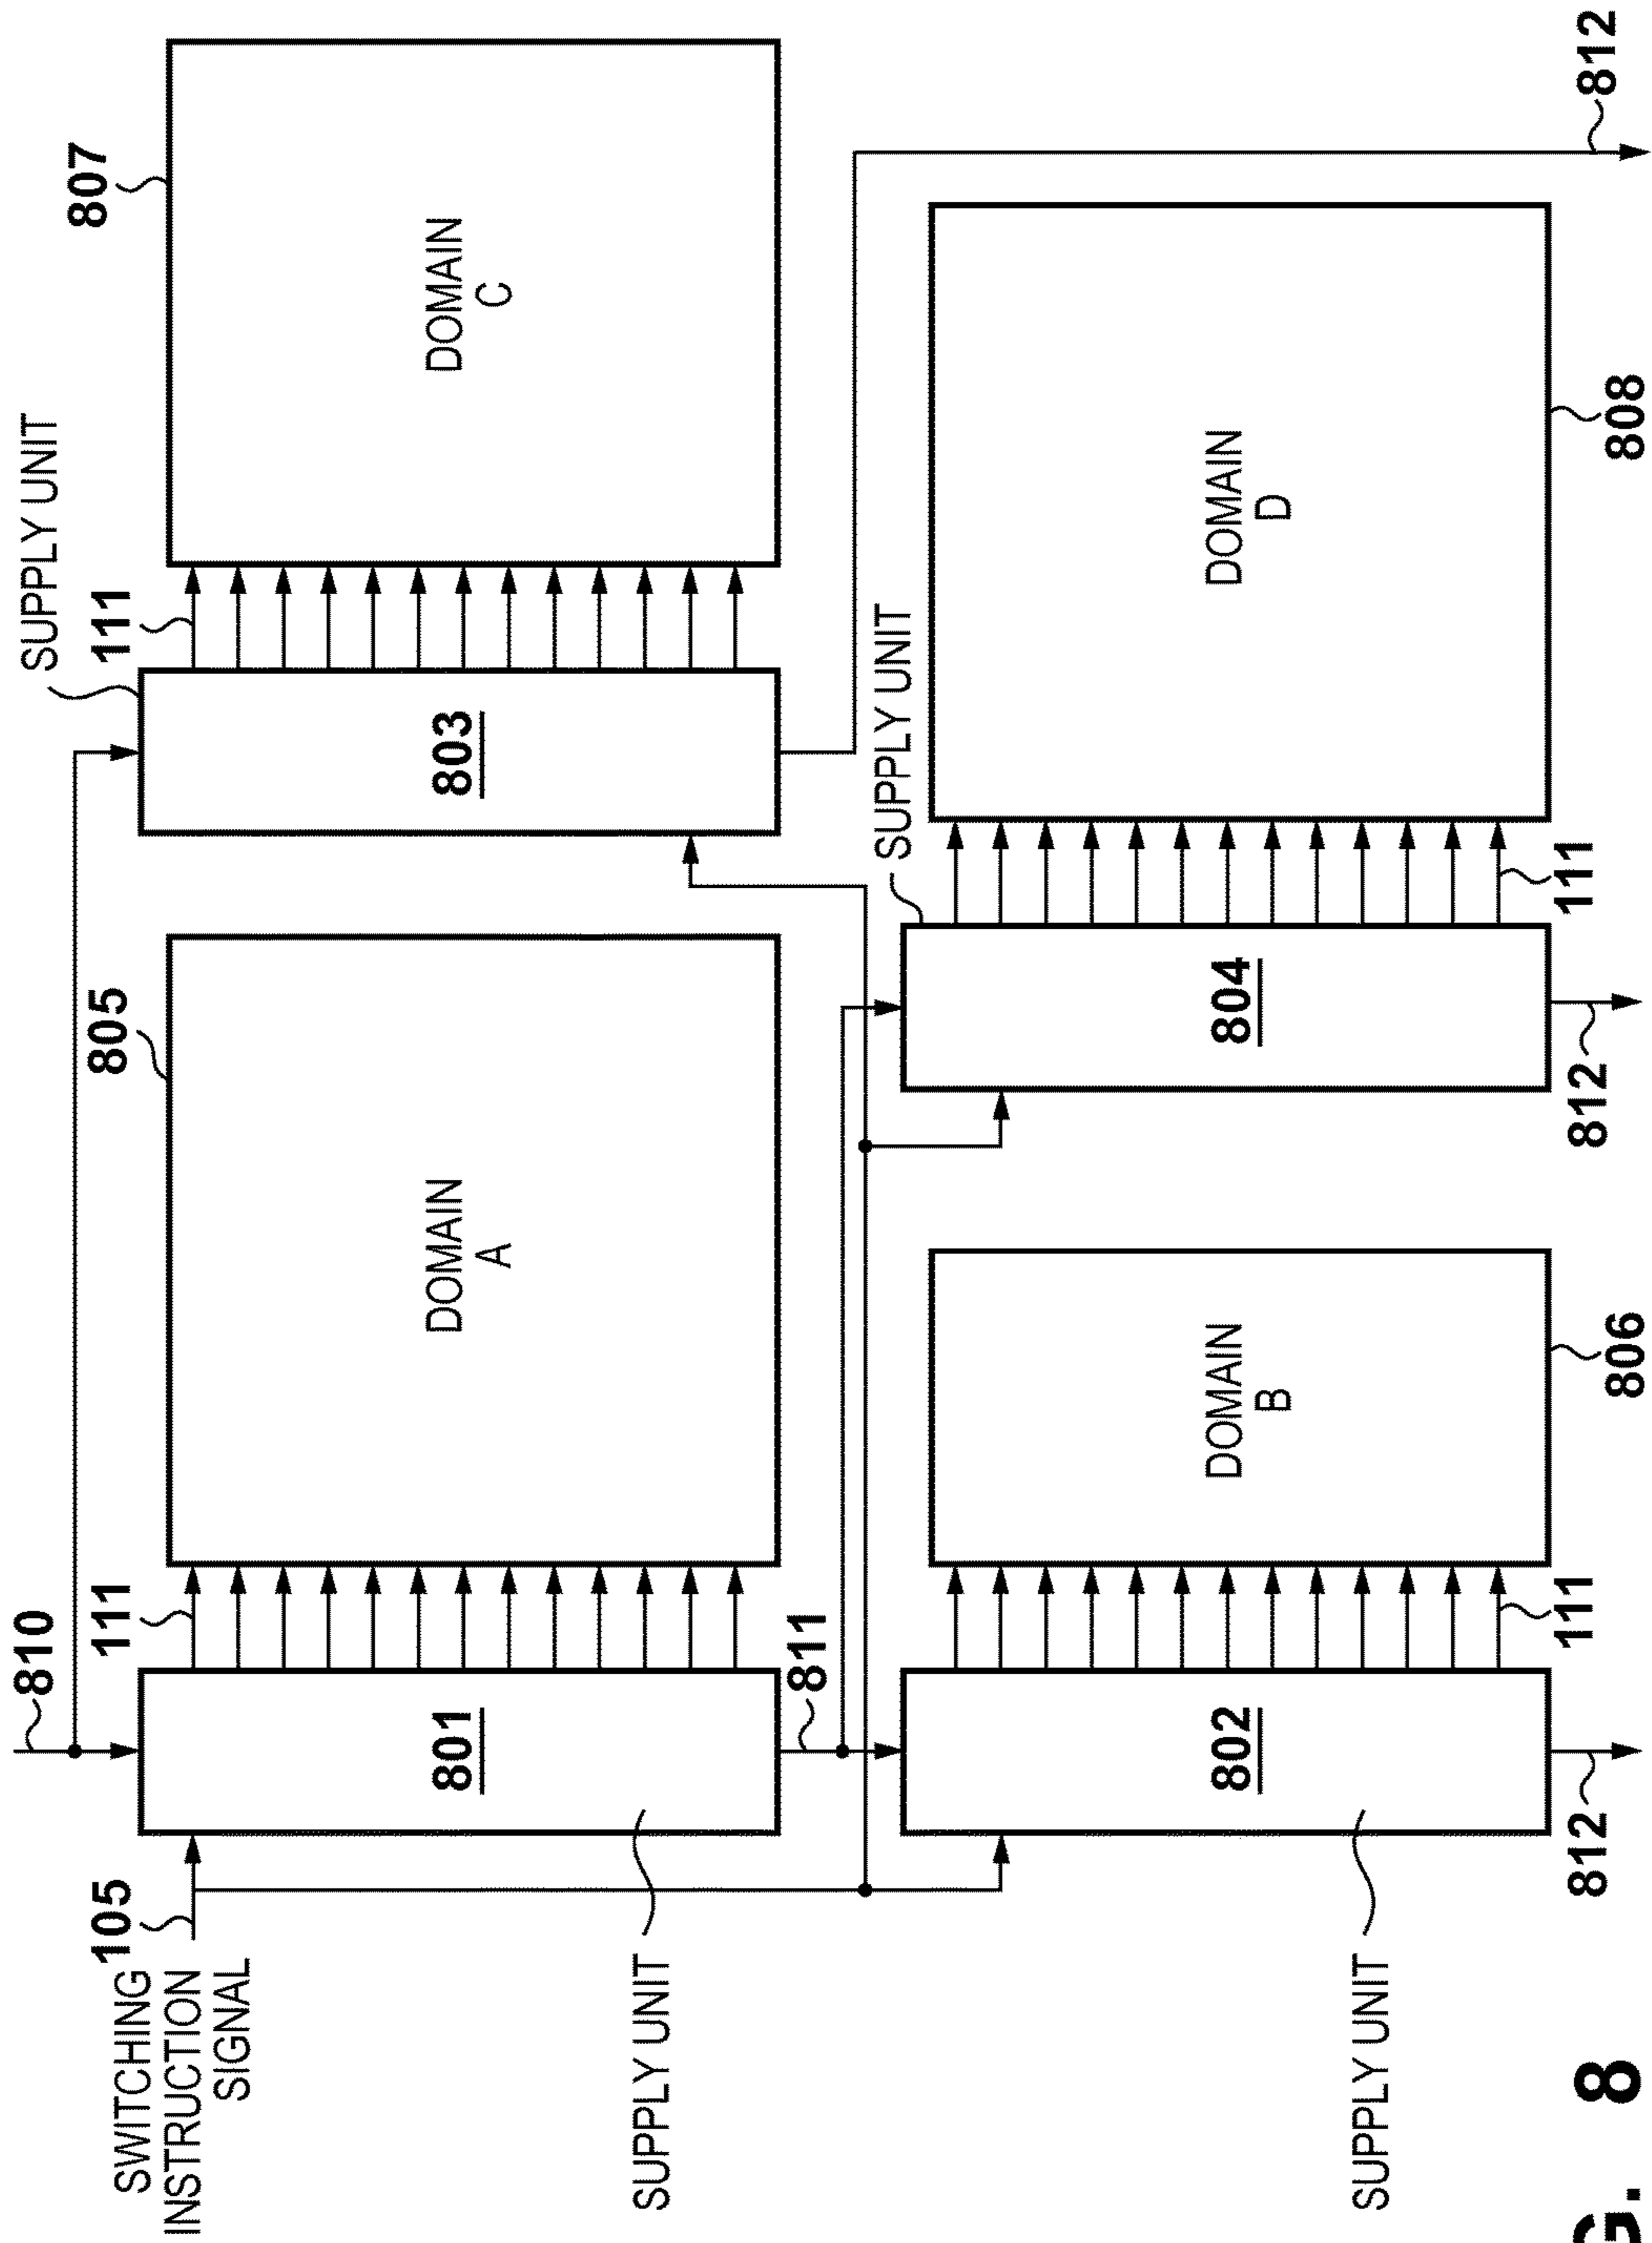 810
SUPPLY UNIT
SWITCHING
INSTRUCTION
SIGNAL
105
111
805
111
807
801
DOMAIN
A
803
DOMAIN
C
SUPPLY UNIT
811
SUPPLY UNIT
802
DOMAIN
B
804
DOMAIN
D
SUPPLY UNIT
812
111
806
812
111
808
812
G. 8